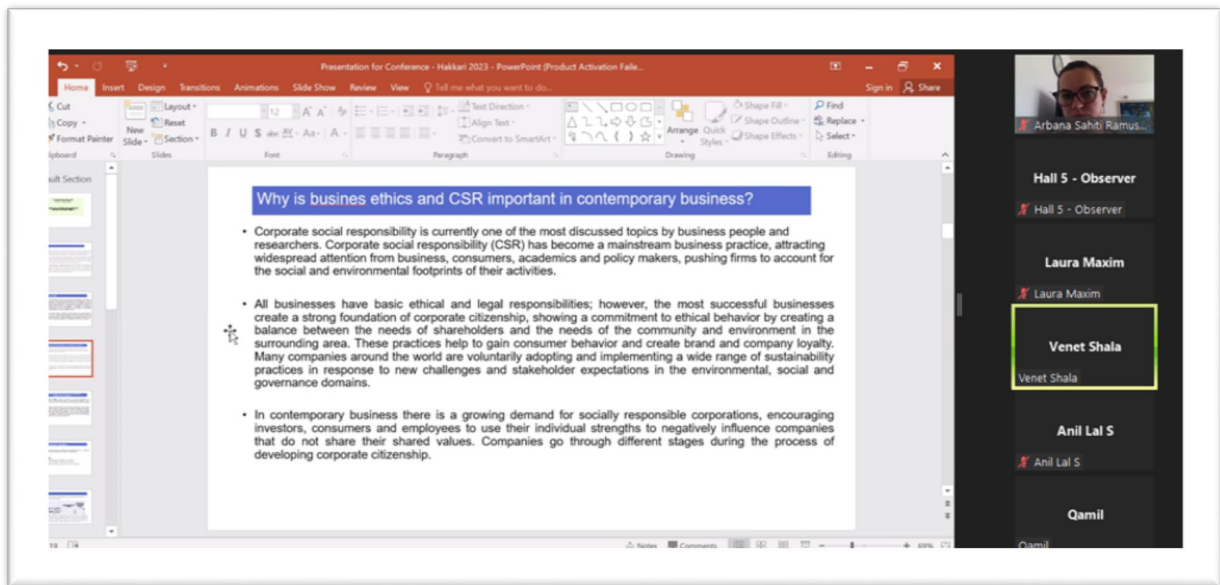 Presentation for Conference - Hakkari 2023 - PowerPoint (Product Activation Faile...
Home Insert Design Transitions Animations Slide Show Review View Tell me what you want to do...
Sign in Share
Cut
Copy
Format Painter
New
Slide
Layout
Reset
Section
Slides
12
B I U S abc AV Aa A
Font
Text Direction
Align Text
Convert to SmartArt
Paragraph
Arrange
Quick
Styles
Shape Fill
Shape Outline
Shape Effects
Drawing
Find
Replace
Select
Editing
ult Section
Why is busines ethics and CSR important in contemporary business?
• Corporate social responsibility is currently one of the most discussed topics by business people and
researchers. Corporate social responsibility (CSR) has become a mainstream business practice, attracting
widespread attention from business, consumers, academics and policy makers, pushing firms to account for
the social and environmental footprints of their activities.
• All businesses have basic ethical and legal responsibilities; however, the most successful businesses
create a strong foundation of corporate citizenship, showing a commitment to ethical behavior by creating a
balance between the needs of shareholders and the needs of the community and environment in the
surrounding area. These practices help to gain consumer behavior and create brand and company loyalty.
Many companies around the world are voluntarily adopting and implementing a wide range of sustainability
practices in response to new challenges and stakeholder expectations in the environmental, social and
governance domains.
• In contemporary business there is a growing demand for socially responsible corporations, encouraging
investors, consumers and employees to use their individual strengths to negatively influence companies
that do not share their shared values. Companies go through different stages during the process of
developing corporate citizenship.
Notes Comments 69%
Arbana Sahiti Ramus...
Hall 5 - Observer
Hall 5 - Observer
Laura Maxim
Laura Maxim
Venet Shala
Venet Shala
Anil Lal S
Anil Lal S
Qamil
Qamil